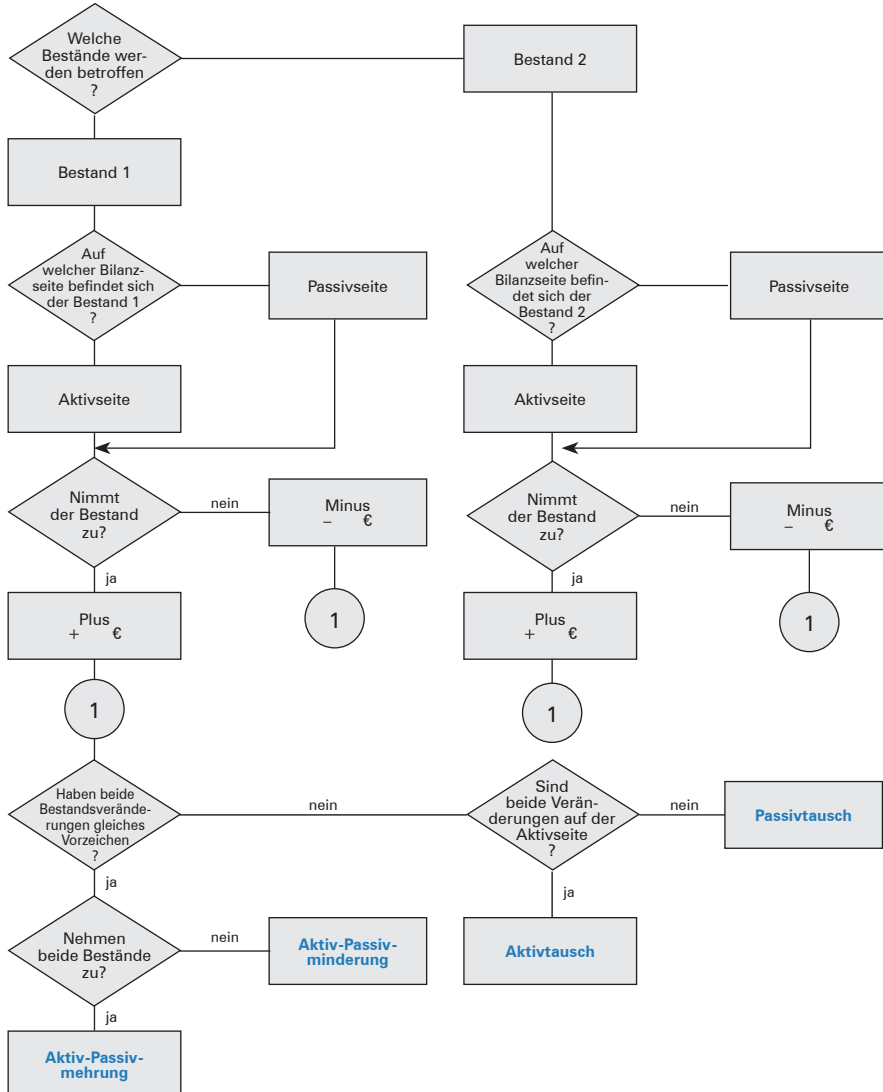 Welche
Bestände wer-
den betroffen
?
Bestand 2
Bestand 1
Auf
welcher Bilanz-
seite befindet sich
der Bestand 1
?
Passivseite
Auf
welcher
Bilanzseite befin-
det sich der
Bestand 2
?
Passivseite
Aktivseite
Aktivseite
Nimmt
der Bestand
zu?
nein
Minus
– €
Nimmt
der Bestand
zu?
nein
Minus
– €
ja
ja
Plus
+ €
1
Plus
+ €
1
1
1
Haben beide
Bestandsverände-
rungen gleiches
Vorzeichen
?
nein
Sind
beide Verän-
derungen auf der
Aktivseite
?
nein
Passivtausch
ja
ja
Nehmen
beide Bestände
zu?
nein
Aktiv-Passiv-
minderung
Aktivtausch
ja
Aktiv-Passiv-
mehrung